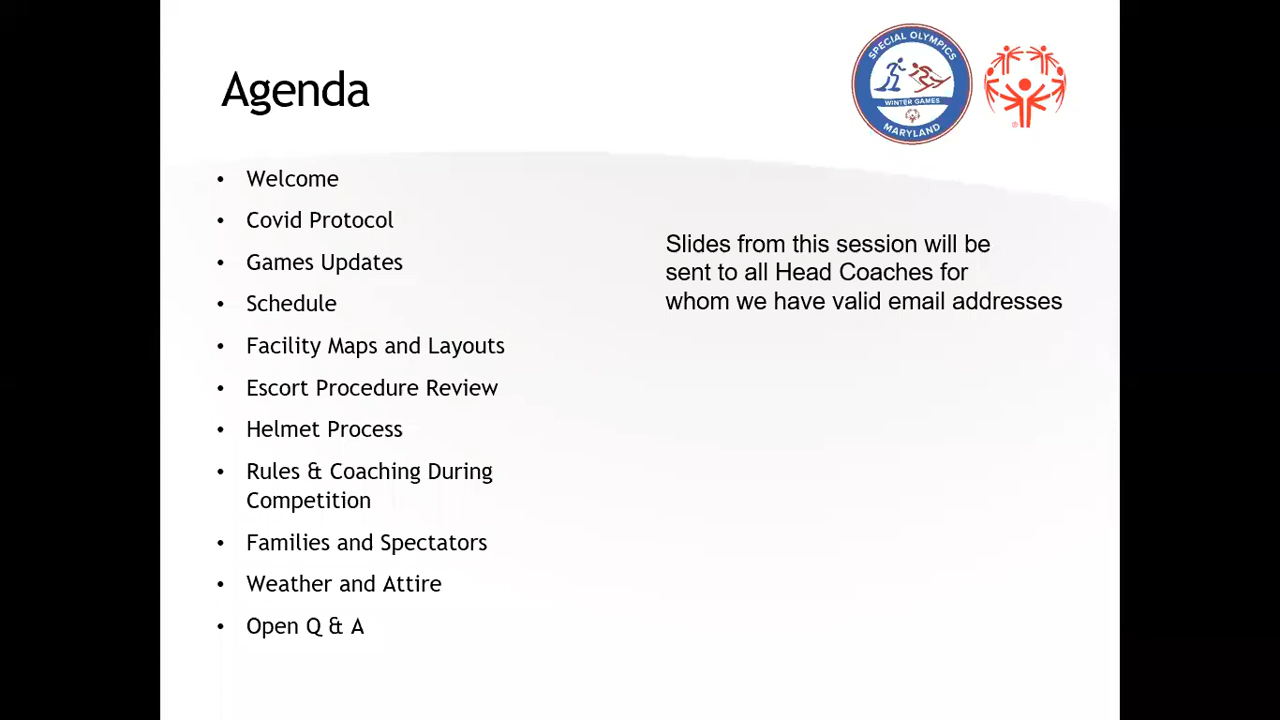 Agenda
SPECIAL OLYMPICS
WINTER GAMES
MARYLAND
• Welcome
• Covid Protocol
• Games Updates
• Schedule
• Facility Maps and Layouts
• Escort Procedure Review
• Helmet Process
• Rules & Coaching During
Competition
• Families and Spectators
• Weather and Attire
• Open Q & A
Slides from this session will be
sent to all Head Coaches for
whom we have valid email addresses